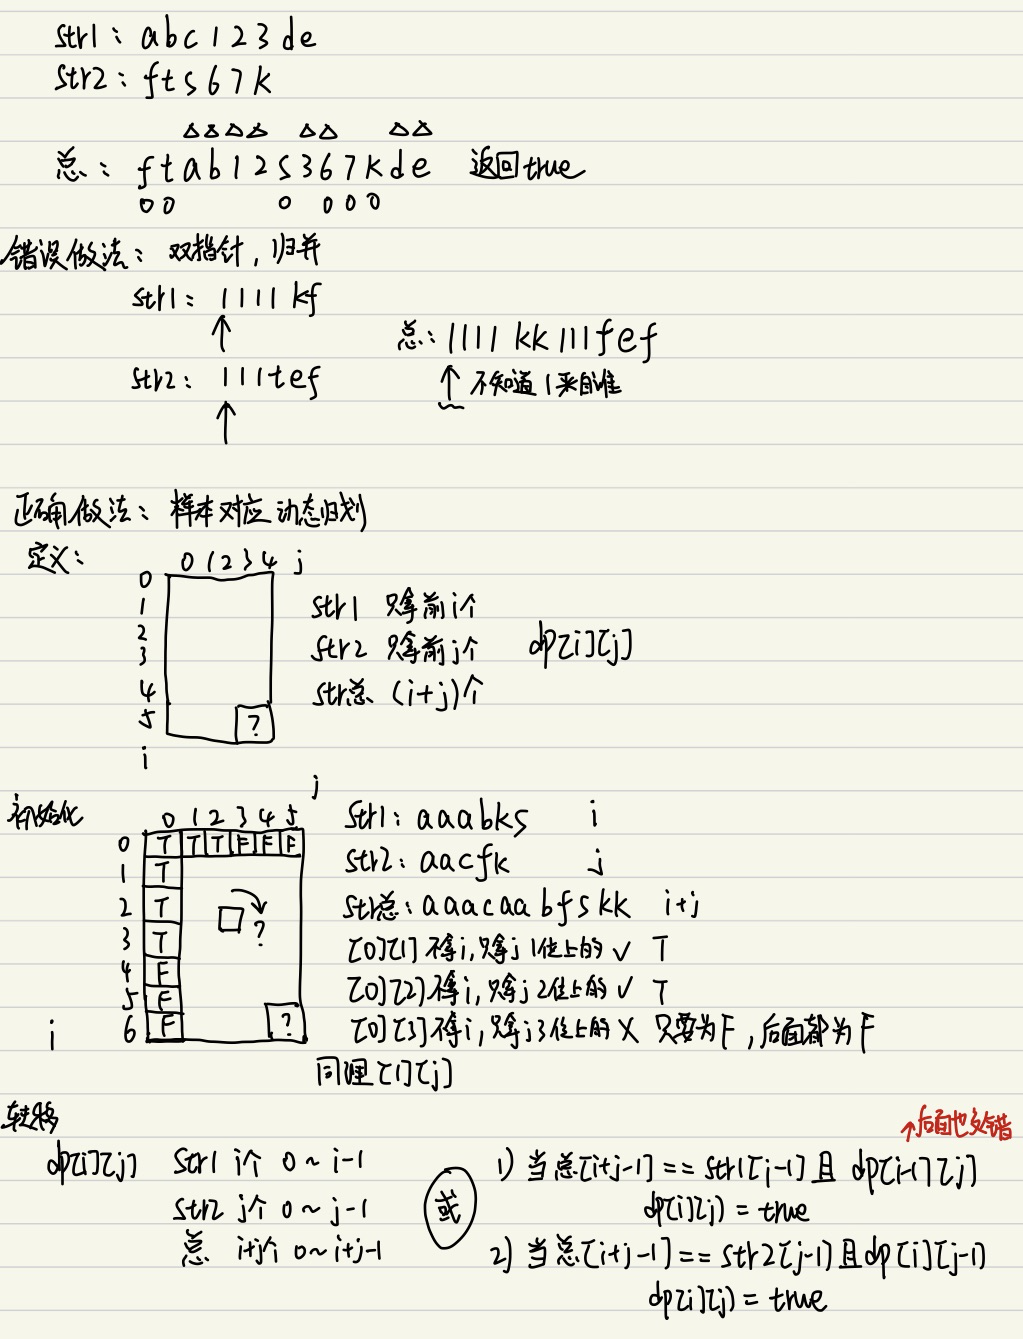 str1：abc123de
str2：fts67k
△△△△ △△ △△
总：ftab12s367kde 返回true
00 0 000
错误做法：双指针，归并
str1：1111kf
总：1111kk111fef
str2：111tef
不知道1来自谁
正确做法：样本对应动态归划
定义：
0 1 2 3 4 j
0
1
2
3
4
5
i
?
str1 只拿前i个
str2 只拿前j个 dp[i][j]
str总 (i+j)个
初始化
j
0 1 2 3 4 5
0 T T T F F F
1 T
2 T
3 T
4 F
5 F
i 6 F
?
?
str1：aaabks i
str2：aacfk j
str总：aaacaabfskk i+j
[0][1] 不拿i，只拿j 1位上的 √ T
[0][2] 不拿i，只拿j 2位上的 √ T
[0][3] 不拿i，只拿j 3位上的 X 只要为F，后面都为F
同理[i][j]
转移
↑后面也会错
dp[i][j] str1 i个 0~i-1
str2 j个 0~j-1
总 i+j个 0~i+j-1
或
1) 当总[i+j-1]==str1[i-1] 且 dp[i-1][j]
dp[i][j]=true
2) 当总[i+j-1]==str2[j-1]且dp[i][j-1]
dp[i][j]=true